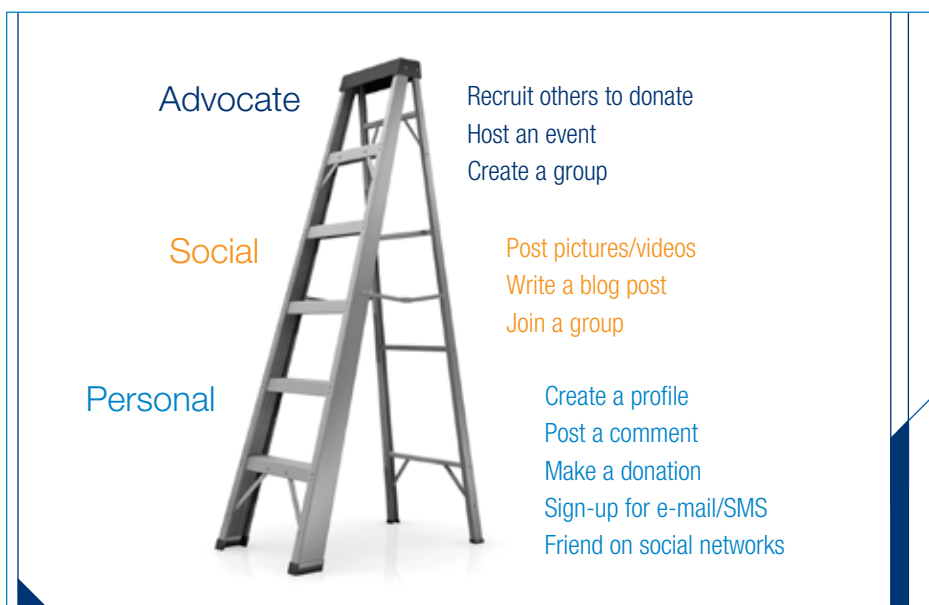 Advocate
Recruit others to donate
Host an event
Create a group
Social
Post pictures/videos
Write a blog post
Join a group
Personal
Create a profile
Post a comment
Make a donation
Sign-up for e-mail/SMS
Friend on social networks